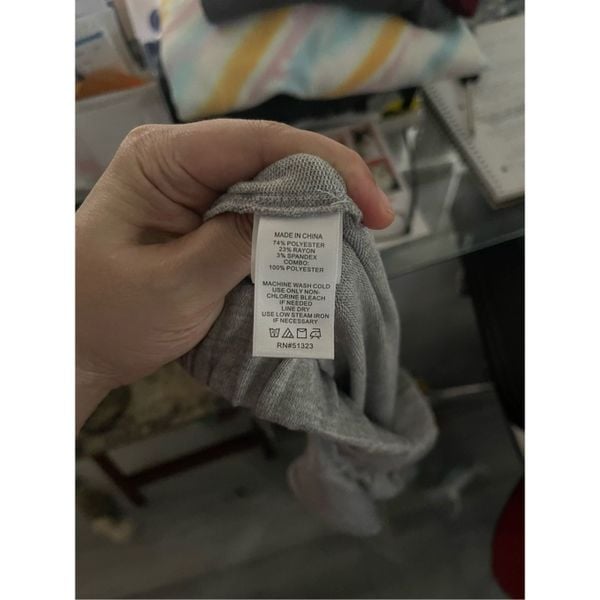 MADE IN CHINA
74% POLYESTER
23% RAYON
3% SPANDEX
COMBO:
100% POLYESTER
MACHINE WASH COLD
USE ONLY NON-
CHLORINE BLEACH
IF NEEDED
LINE DRY
USE LOW STEAM IRON
IF NECESSARY
RN#51323